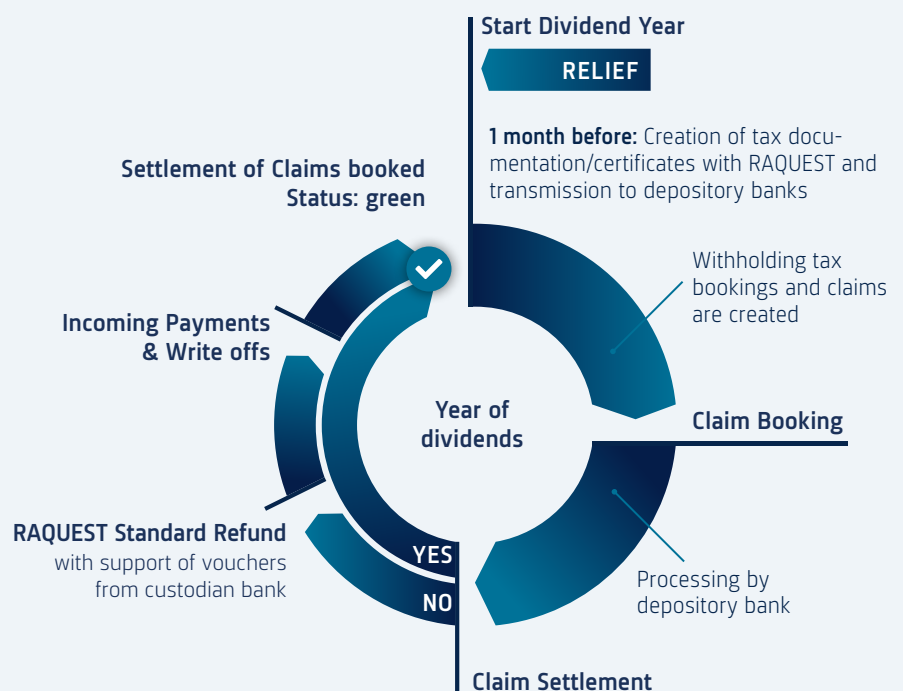 Start Dividend Year
RELIEF
1 month before: Creation of tax docu-
mentation/certificates with RAQUEST and
transmission to depository banks
Withholding tax
bookings and claims
are created
Claim Booking
Processing by
depository bank
Claim Settlement
YES
NO
RAQUEST Standard Refund
with support of vouchers
from custodian bank
Incoming Payments
& Write offs
Settlement of Claims booked
Status: green
Year of
dividends